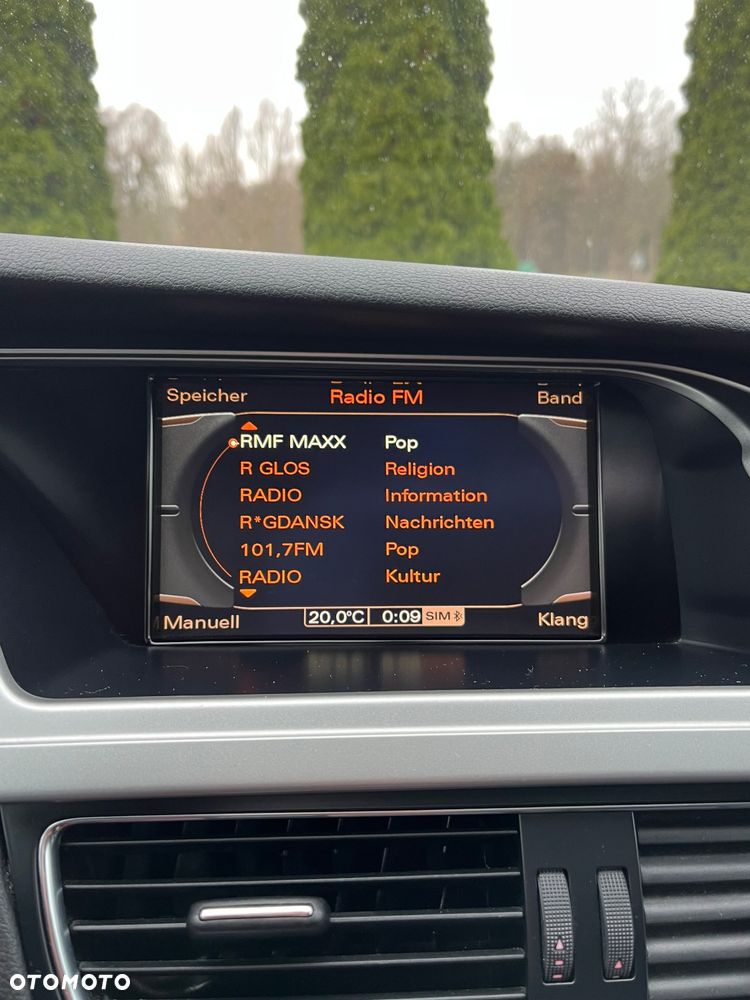 Speicher Radio FM Band
RMF MAXX Pop
R GLOS Religion
RADIO Information
R*GDANSK Nachrichten
101,7FM Pop
RADIO Kultur
Manuell 20,0°C 0:09 SIM Klang
OTOMOTO